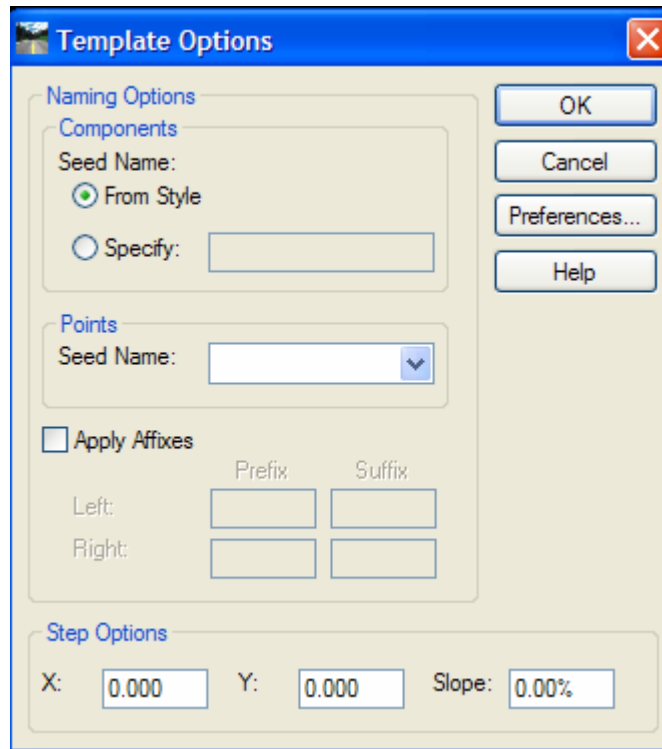 Template Options
Naming Options
OK
Components
Seed Name:
Cancel
From Style
Preferences...
Specify:
Help
Points
Seed Name:
Apply Affixes
Prefix Suffix
Left:
Right:
Step Options
X: 0.000 Y: 0.000 Slope: 0.00%